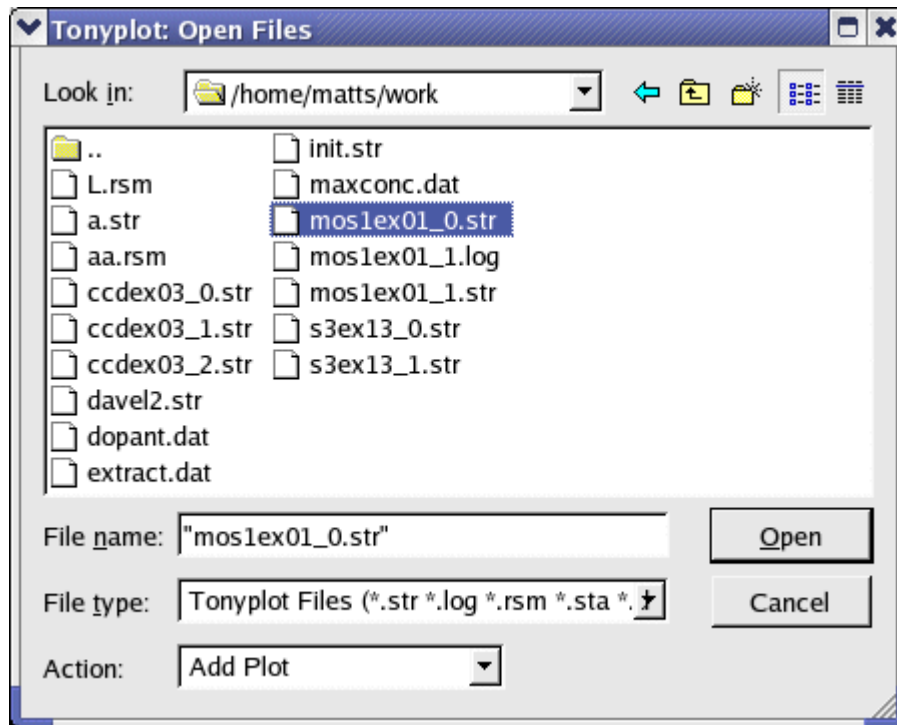 Tonyplot: Open Files
Look in: /home/matts/work
..
L.rsm
a.str
aa.rsm
ccdex03_0.str
ccdex03_1.str
ccdex03_2.str
davel2.str
dopant.dat
extract.dat
init.str
maxconc.dat
mos1ex01_0.str
mos1ex01_1.log
mos1ex01_1.str
s3ex13_0.str
s3ex13_1.str
File name: "mos1ex01_0.str"
Open
File type: Tonyplot Files (*.str *.log *.rsm *.sta *.
Cancel
Action: Add Plot